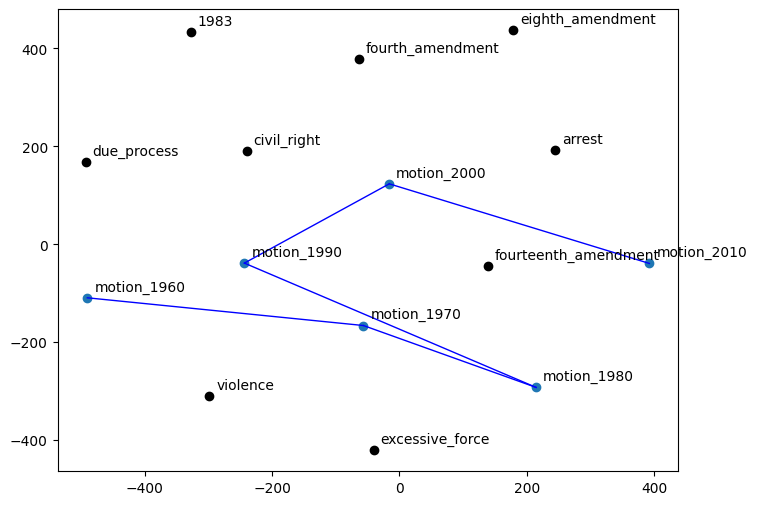 eighth_amendment
1983
fourth_amendment
400
civil_right
arrest
due_process
200
motion_2000
0
motion_1990
fourteenth_amendment
motion_2010
motion_1960
motion_1970
−200
motion_1980
violence
excessive_force
−400
−400
−200
0
200
400